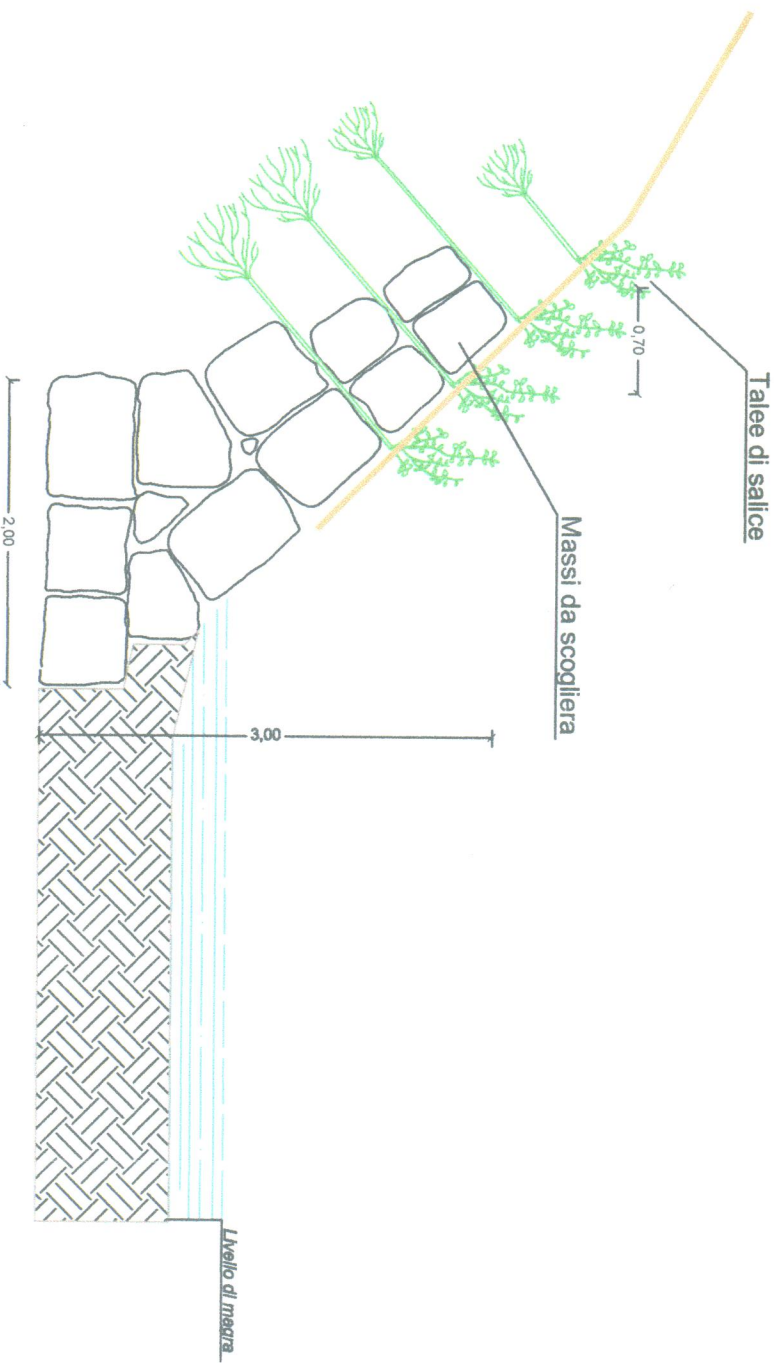 Talee di salice
0,70
Massi da scogliera
3,00
2,00
Livello di magra